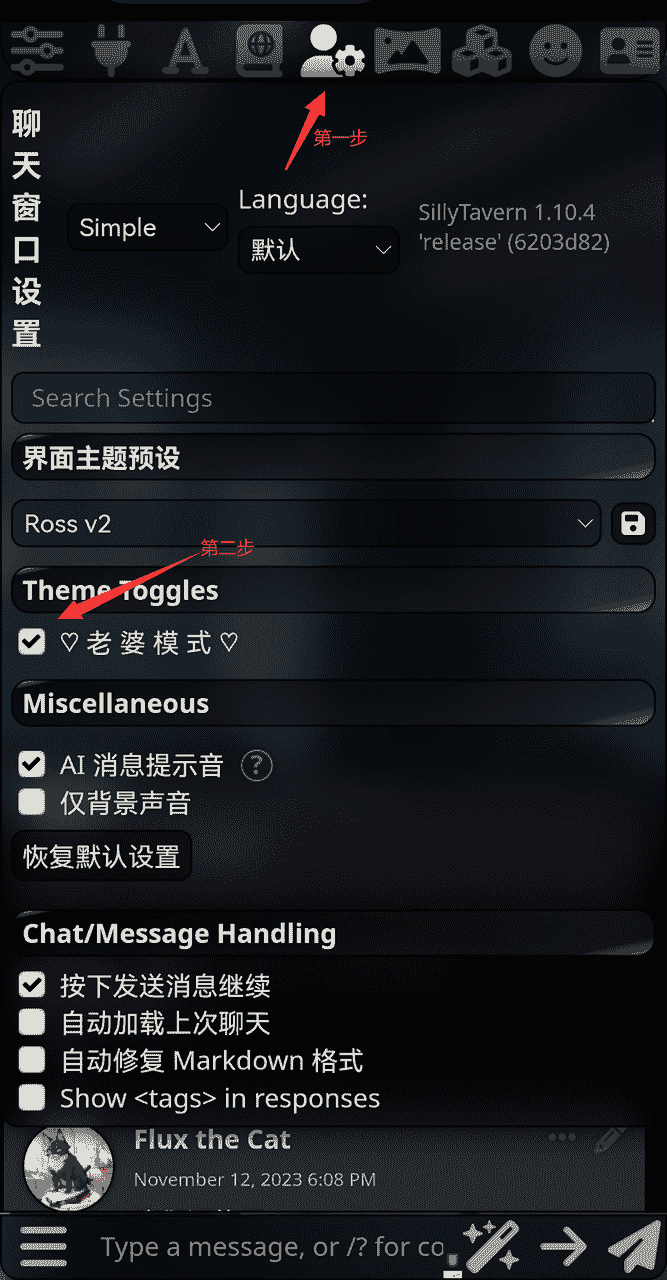 第一步
聊天窗口设置
Simple
Language:
默认
SillyTavern 1.10.4
'release' (6203d82)
Search Settings
界面主题预设
Ross v2
第二步
Theme Toggles
♡ 老 婆 模 式 ♡
Miscellaneous
AI 消息提示音 ?
仅背景声音
恢复默认设置
Chat/Message Handling
按下发送消息继续
自动加载上次聊天
自动修复 Markdown 格式
Show <tags> in responses
Flux the Cat
November 12, 2023 6:08 PM
Type a message, or /? for co